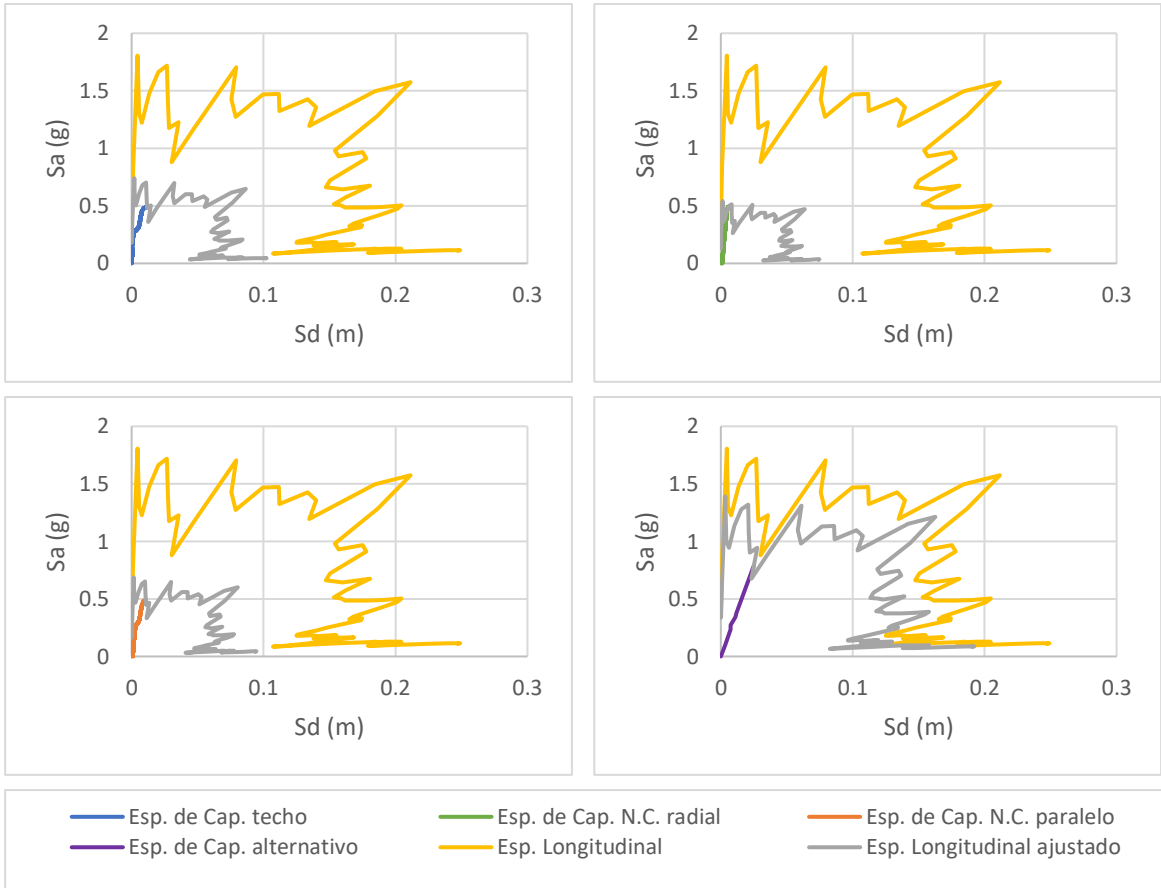 2
1.5
1
0.5
0
0
0.1
0.2
0.3
Sa (g)
Sd (m)
2
1.5
1
0.5
0
0
0.1
0.2
0.3
Sa (g)
Sd (m)
2
1.5
1
0.5
0
0
0.1
0.2
0.3
Sa (g)
Sd (m)
2
1.5
1
0.5
0
0
0.1
0.2
0.3
Sa (g)
Sd (m)
Esp. de Cap. techo
Esp. de Cap. N.C. radial
Esp. de Cap. N.C. paralelo
Esp. de Cap. alternativo
Esp. Longitudinal
Esp. Longitudinal ajustado